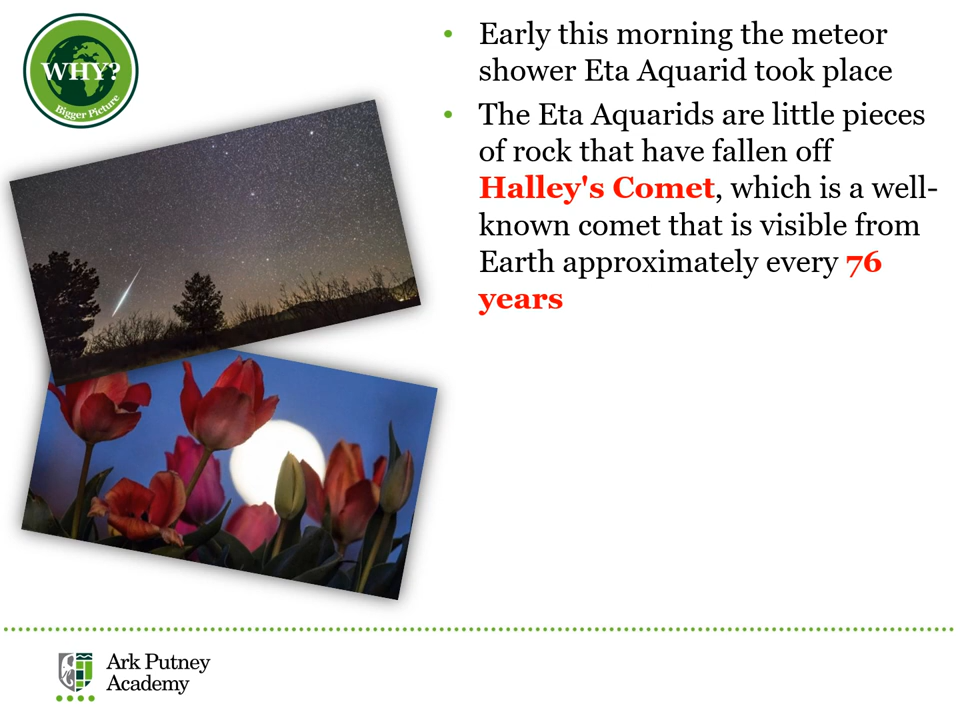 WHY?
Bigger Picture
• Early this morning the meteor
shower Eta Aquarid took place
• The Eta Aquarids are little pieces
of rock that have fallen off
Halley's Comet, which is a well-
known comet that is visible from
Earth approximately every 76
years
Ark Putney
Academy